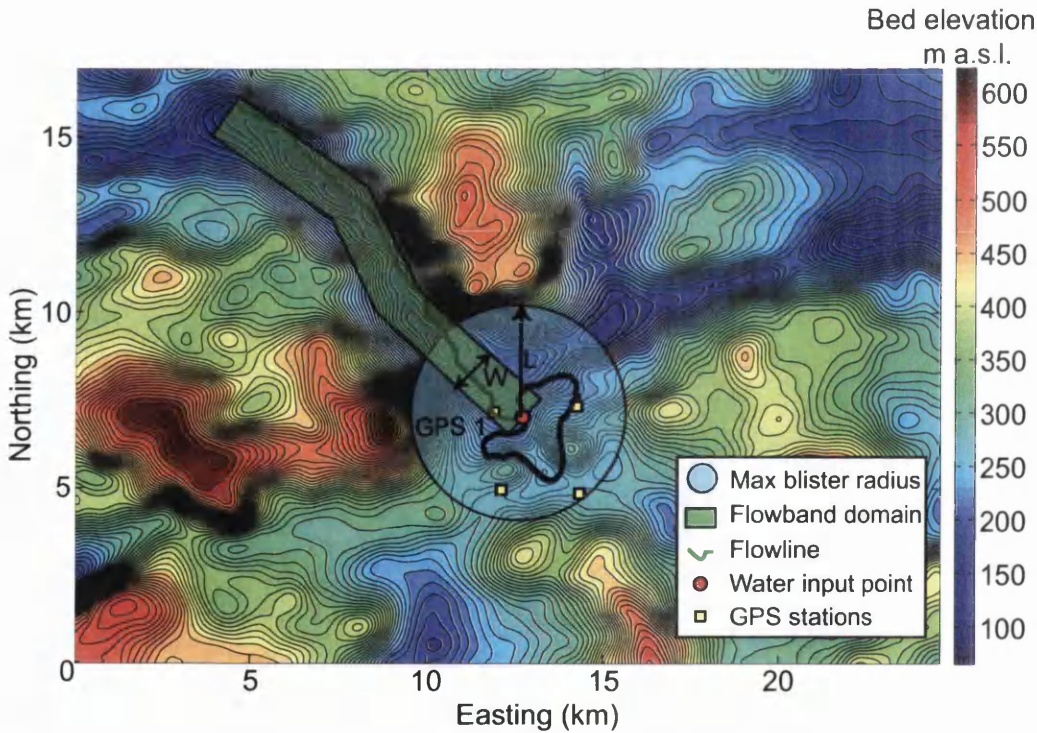 Bed elevation
m a.s.l.
600
550
500
450
400
350
300
250
200
150
100
15
10
5
0
Northing (km)
L
W
GPS 1
Max blister radius
Flowband domain
Flowline
Water input point
GPS stations
0
5
10
15
20
Easting (km)